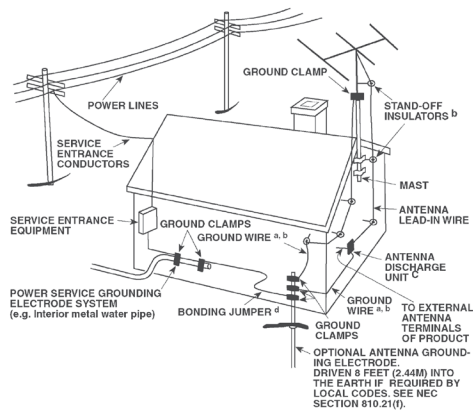 GROUND CLAMP
POWER LINES
STAND-OFF
INSULATORS b
SERVICE
ENTRANCE
CONDUCTORS
MAST
ANTENNA
LEAD-IN WIRE
SERVICE ENTRANCE
EQUIPMENT
GROUND CLAMPS
GROUND WIRE a, b
ANTENNA
DISCHARGE
UNIT C
POWER SERVICE GROUNDING
ELECTRODE SYSTEM
(e.g. Interior metal water pipe)
BONDING JUMPER d
GROUND
WIRE a, b
TO EXTERNAL
ANTENNA
TERMINALS
OF PRODUCT
GROUND
CLAMPS
OPTIONAL ANTENNA GROUND-
ING ELECTRODE.
DRIVEN 8 FEET (2.44M) INTO
THE EARTH IF REQUIRED BY
LOCAL CODES. SEE NEC
SECTION 810.21(f).